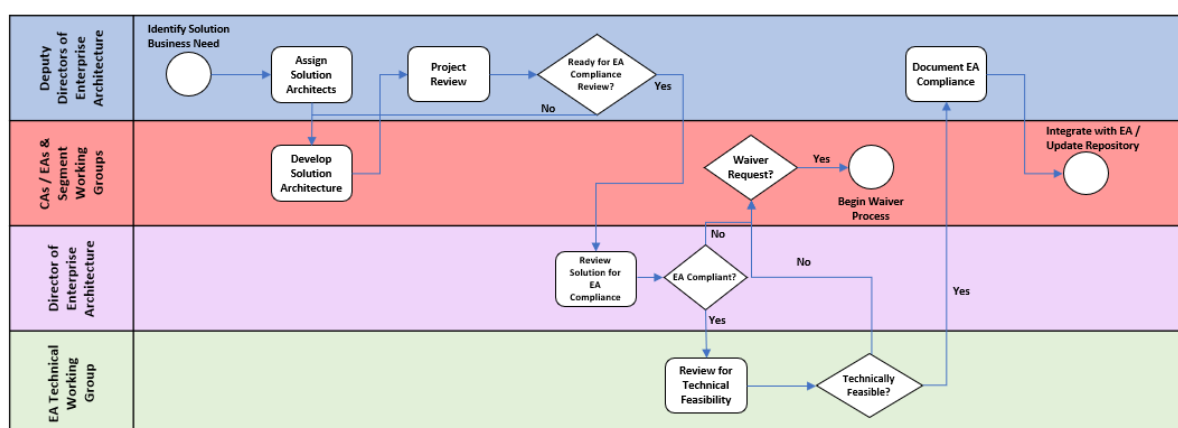 Deputy
Directors of
Enterprise
Architecture
Identify Solution
Business Need
Assign
Solution
Architects
Project
Review
Ready for EA
Compliance
Review?
Yes
No
Document EA
Compliance
CAs / EAs &
Segment
Working
Groups
Develop
Solution
Architecture
Waiver
Request?
Yes
Begin Waiver
Process
Integrate with EA /
Update Repository
Director of
Enterprise
Architecture
Review
Solution for
EA
Compliance
EA Compliant?
No
Yes
No
Yes
EA Technical
Working
Group
Review for
Technical
Feasibility
Technically
Feasible?